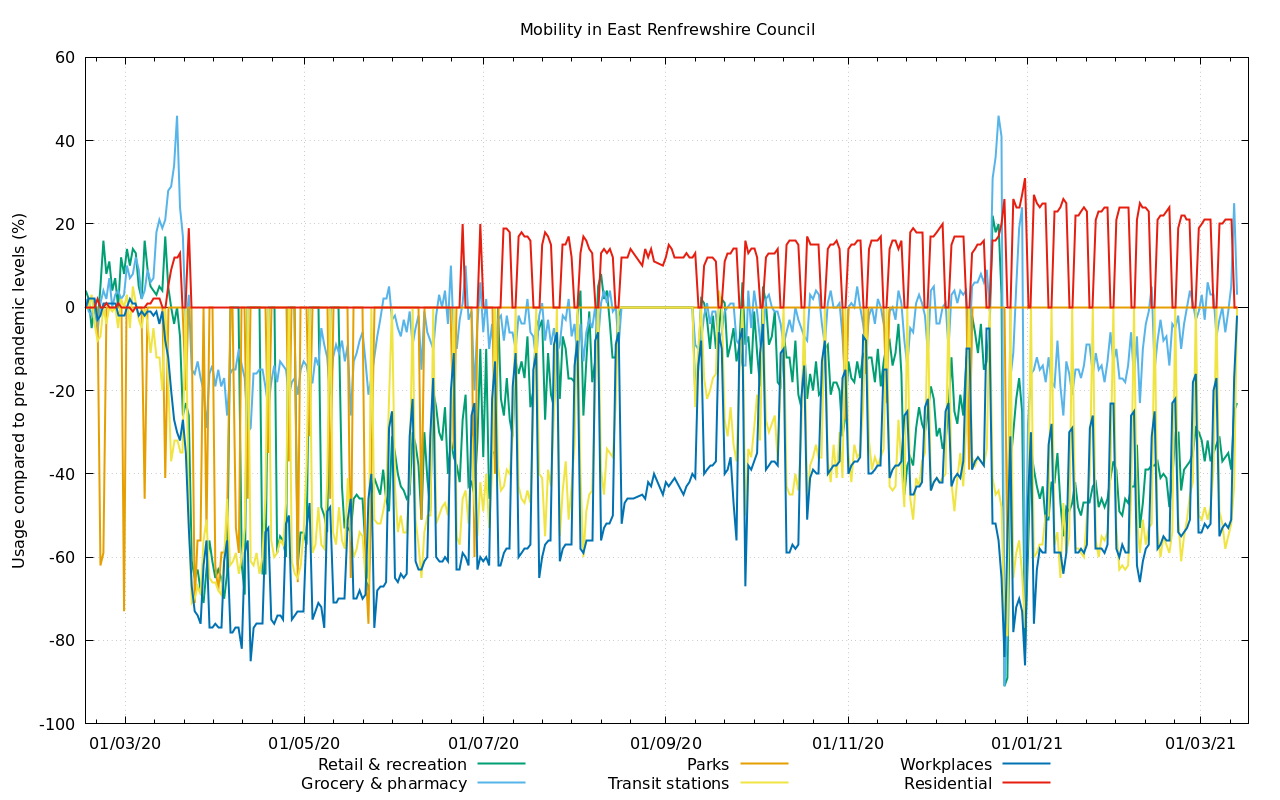 Mobility in East Renfrewshire Council
Usage compared to pre pandemic levels (%)
60
40
20
0
-20
-40
-60
-80
-100
01/03/20 01/05/20 01/07/20 01/09/20 01/11/20 01/01/21 01/03/21
Retail & recreation Parks Workplaces
Grocery & pharmacy Transit stations Residential